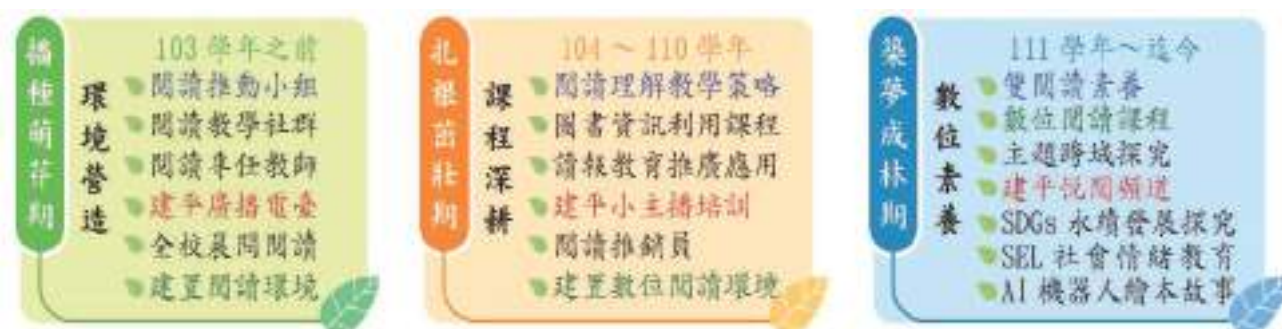 播種萌芽期
環境營造
103 學年之前
閱讀推動小組
閱讀教學社群
閱讀專任教師
建平廣播電臺
全校晨間閱讀
建置閱讀環境
扎根茁壯期
課程深耕
104～110 學年
閱讀理解教學策略
圖書資訊利用課程
讀報教育推廣應用
建平小主播培訓
閱讀推銷員
建置數位閱讀環境
築夢成林期
數位素養
111 學年～迄今
雙閱讀素養
數位閱讀課程
主題跨域探究
建平悅閱頻道
SDGs 永續發展探究
SEL 社會情緒教育
AI 機器人繪本故事